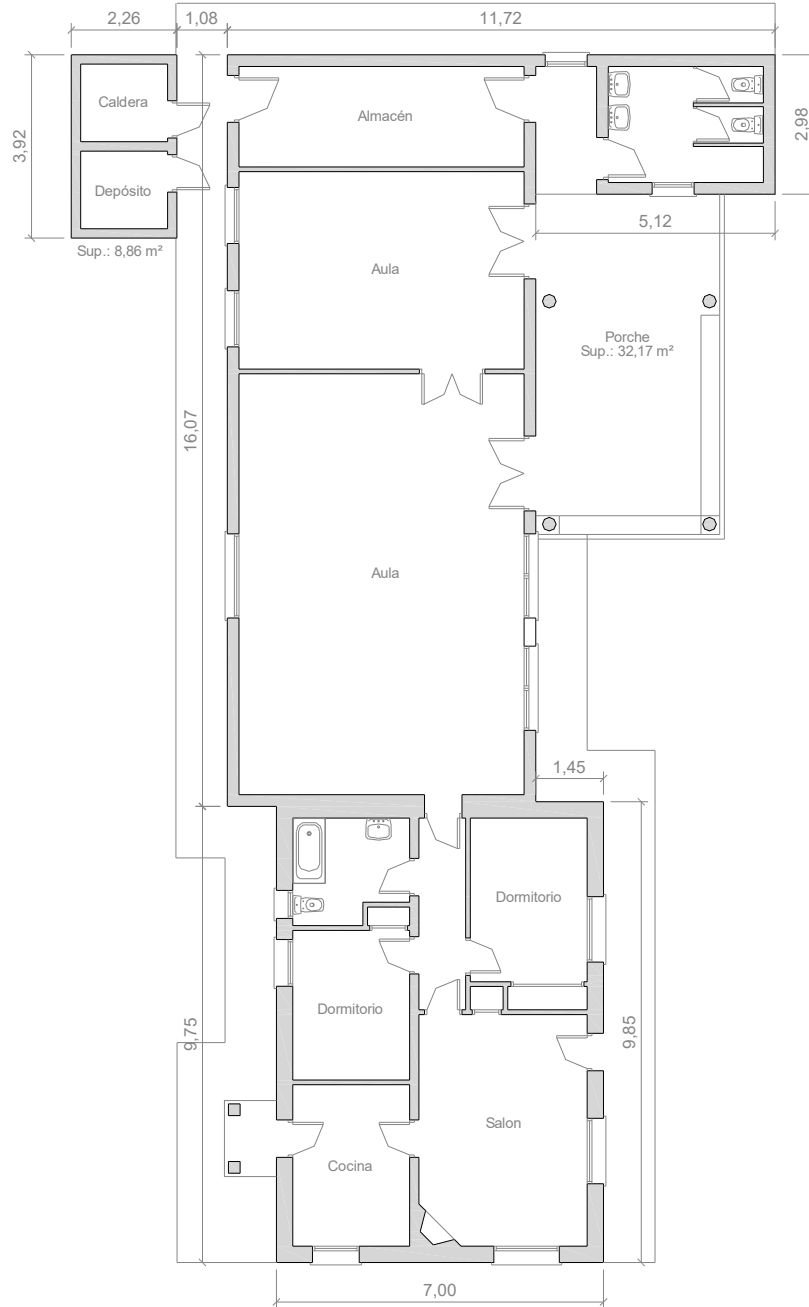 2,26
1,08
11,72
Caldera
Almacén
3,92
2,98
Depósito
Sup.: 8,86 m²
5,12
Aula
Porche
Sup.: 32,17 m²
16,07
Aula
1,45
Dormitorio
Dormitorio
9,75
9,85
Salon
Cocina
7,00